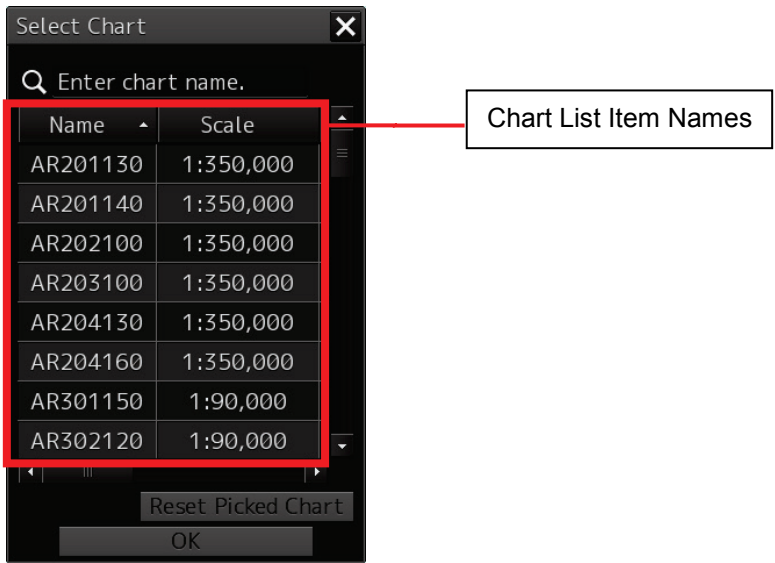 Select Chart
Enter chart name.
Name Scale
AR201130 1:350,000
AR201140 1:350,000
AR202100 1:350,000
AR203100 1:350,000
AR204130 1:350,000
AR204160 1:350,000
AR301150 1:90,000
AR302120 1:90,000
Reset Picked Chart
OK
Chart List Item Names